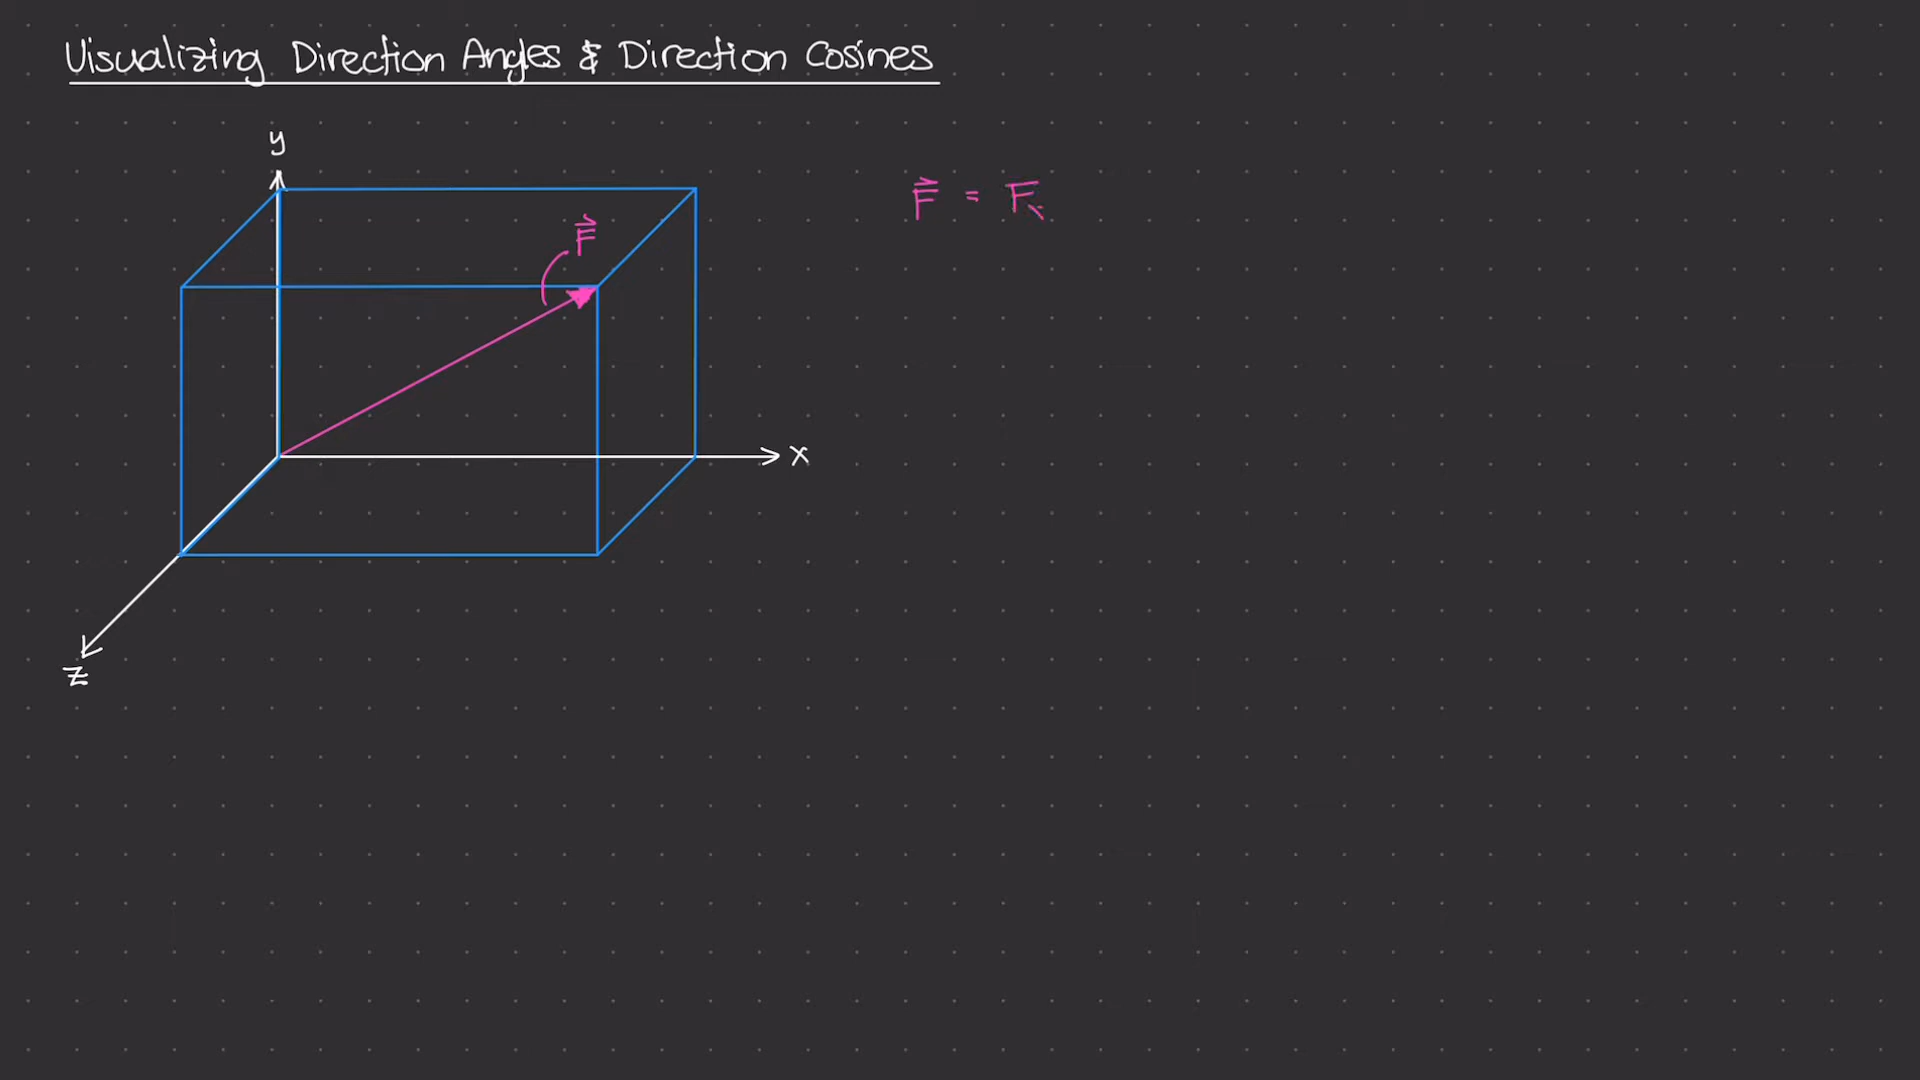 Visualizing Direction Angles & Direction Cosines
y
F⃗
F⃗ = F
x
z